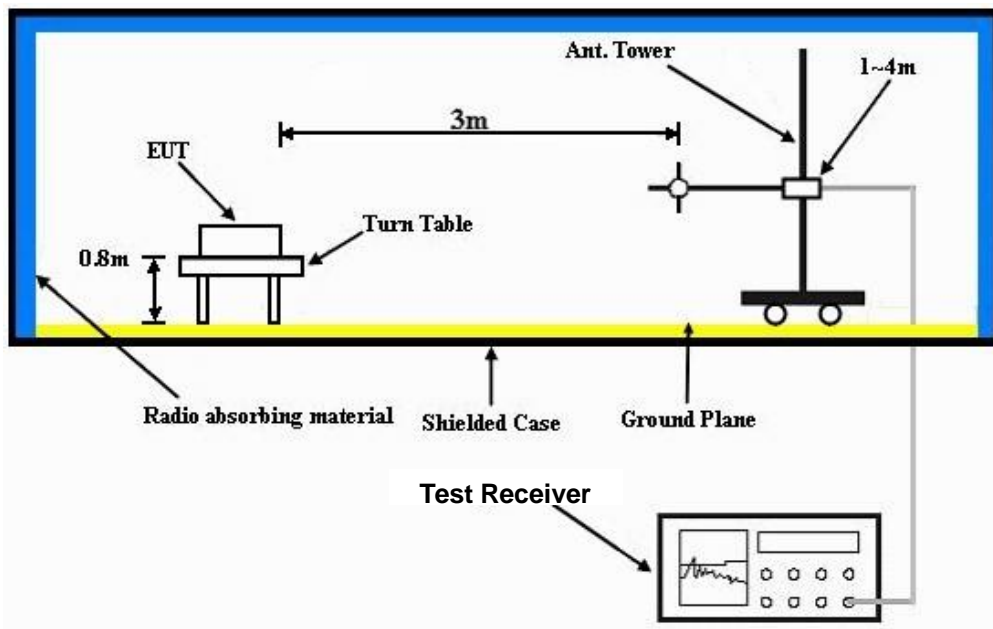 Ant. Tower
1~4m
3m
EUT
Turn Table
0.8m
Radio absorbing material
Shielded Case
Ground Plane
Test Receiver